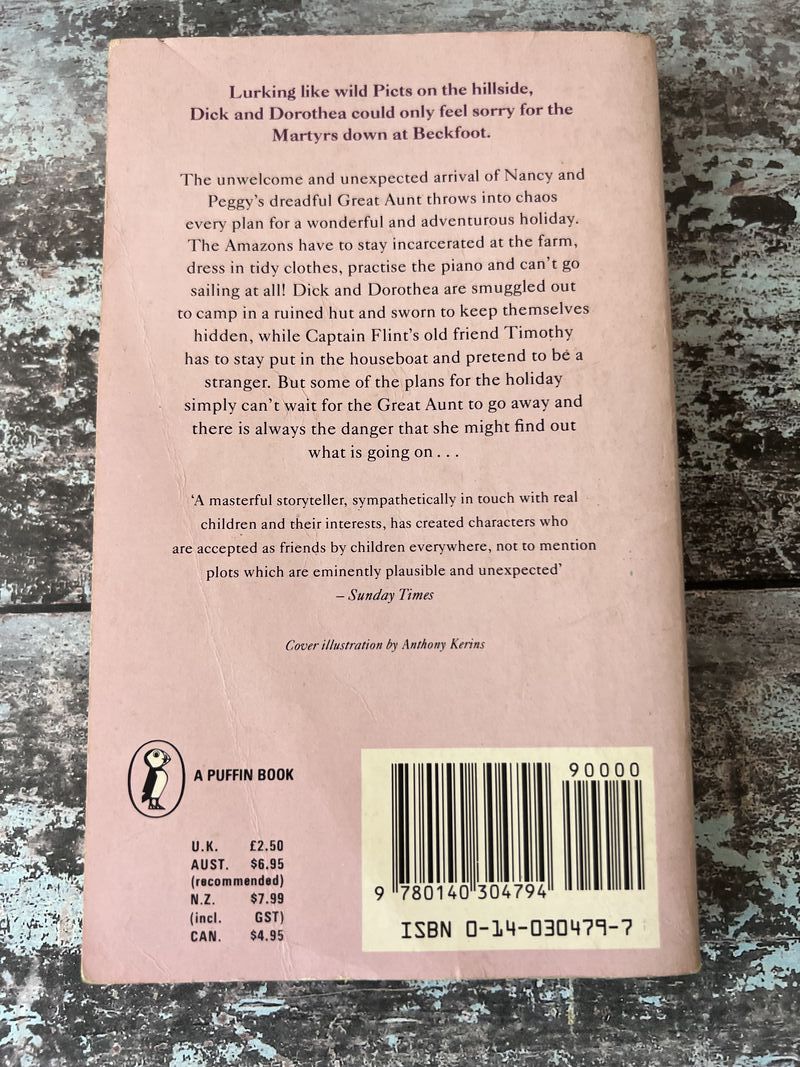 Lurking like wild Picts on the hillside,
Dick and Dorothea could only feel sorry for the
Martyrs down at Beckfoot.
The unwelcome and unexpected arrival of Nancy and
Peggy's dreadful Great Aunt throws into chaos
every plan for a wonderful and adventurous holiday.
The Amazons have to stay incarcerated at the farm,
dress in tidy clothes, practise the piano and can't go
sailing at all! Dick and Dorothea are smuggled out
to camp in a ruined hut and sworn to keep themselves
hidden, while Captain Flint's old friend Timothy
has to stay put in the houseboat and pretend to be a
stranger. But some of the plans for the holiday
simply can't wait for the Great Aunt to go away and
there is always the danger that she might find out
what is going on . . .
'A masterful storyteller, sympathetically in touch with real
children and their interests, has created characters who
are accepted as friends by children everywhere, not to mention
plots which are eminently plausible and unexpected'
– Sunday Times
Cover illustration by Anthony Kerins
A PUFFIN BOOK
U.K. £2.50
AUST. $6.95
(recommended)
N.Z. $7.99
(incl. GST)
CAN. $4.95
90000
9 780140 304794
ISBN 0-14-030479-7